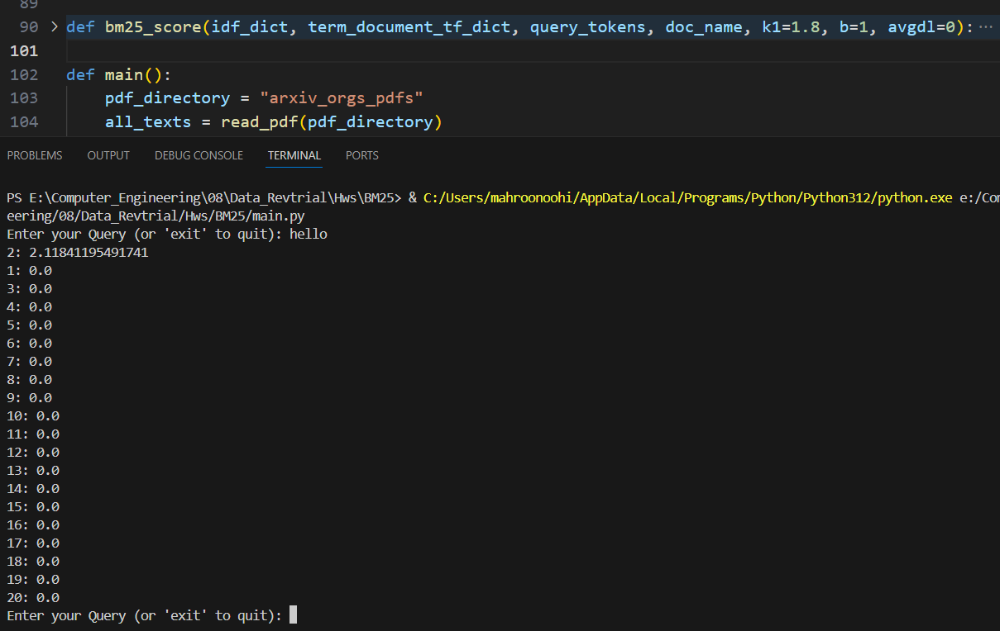 89
90 > def bm25_score(idf_dict, term_document_tf_dict, query_tokens, doc_name, k1=1.8, b=1, avgdl=0):···
101
102 def main():
103 pdf_directory = "arxiv_orgs_pdfs"
104 all_texts = read_pdf(pdf_directory)
PROBLEMS OUTPUT DEBUG CONSOLE TERMINAL PORTS
PS E:\Computer_Engineering\08\Data_Revtrial\Hws\BM25> & C:/Users/mahroonoohi/AppData/Local/Programs/Python/Python312/python.exe e:/Com
eering/08/Data_Revtrial/Hws/BM25/main.py
Enter your Query (or 'exit' to quit): hello
2: 2.11841195491741
1: 0.0
3: 0.0
4: 0.0
5: 0.0
6: 0.0
7: 0.0
8: 0.0
9: 0.0
10: 0.0
11: 0.0
12: 0.0
13: 0.0
14: 0.0
15: 0.0
16: 0.0
17: 0.0
18: 0.0
19: 0.0
20: 0.0
Enter your Query (or 'exit' to quit):